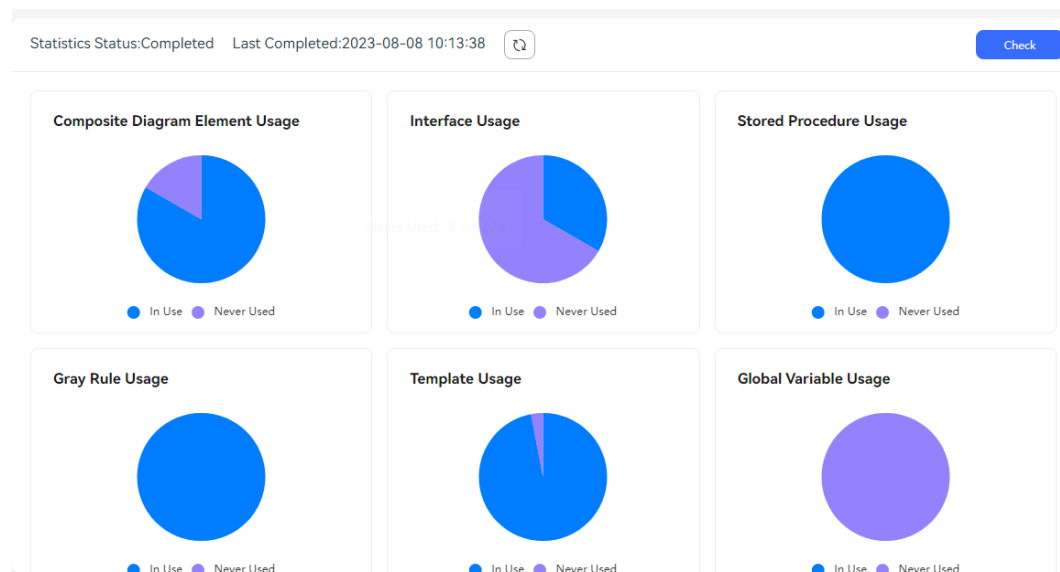 Statistics Status:Completed Last Completed:2023-08-08 10:13:38 Check
Composite Diagram Element Usage
In Use Never Used
Interface Usage
In Use Never Used
Stored Procedure Usage
In Use Never Used
Gray Rule Usage
In Use Never Used
Template Usage
In Use Never Used
Global Variable Usage
In Use Never Used